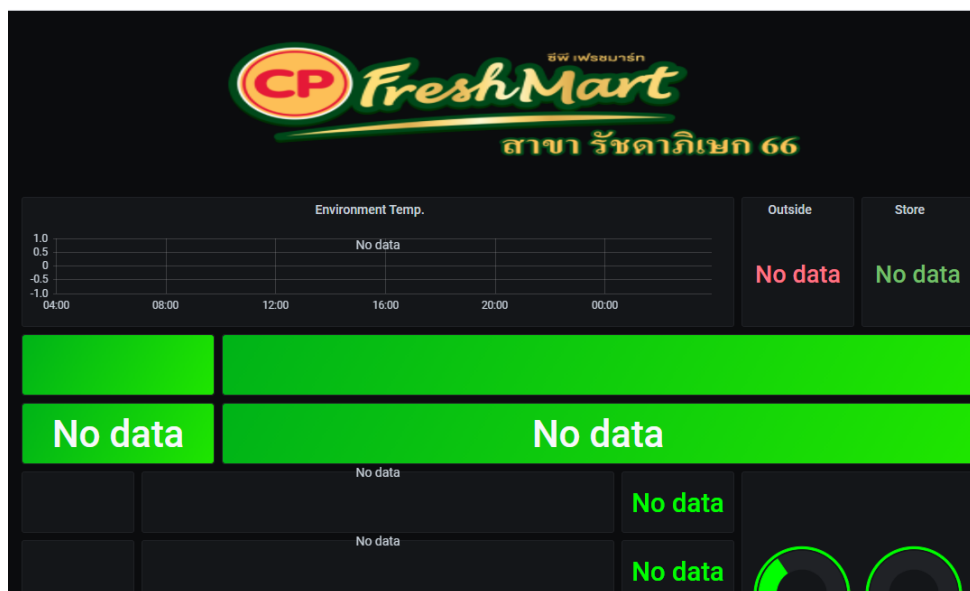 ซีพี เฟรชมาร์ท
CP FreshMart
สาขา รัชดาภิเษก 66
Environment Temp.
Outside
Store
1.0
0.5
0
-0.5
-1.0
No data
04:00 08:00 12:00 16:00 20:00 00:00
No data
No data
No data
No data
No data
No data
No data
No data